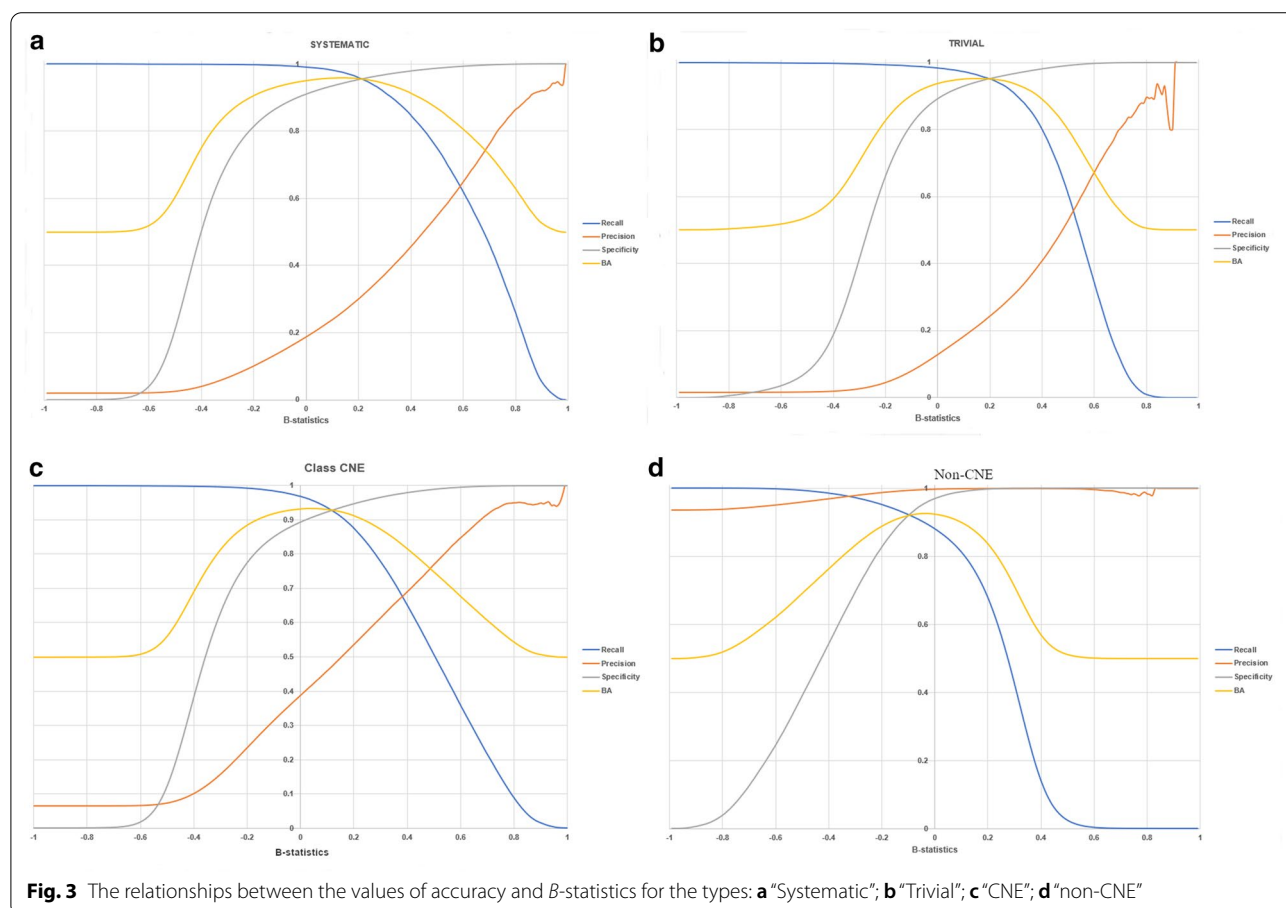 a
SYSTEMATIC
1
0.8
0.6
0.4
0.2
0
-1 -0.8 -0.6 -0.4 -0.2 0 0.2 0.4 0.6 0.8 1
B-statistics
Recall
Precision
Specificity
BA
b
TRIVIAL
1
0.8
0.6
0.4
0.2
0
-1 -0.8 -0.6 -0.4 -0.2 0 0.2 0.4 0.6 0.8 1
B-statistics
Recall
Precision
Specificity
BA
c
Class CNE
1
0.9
0.8
0.7
0.6
0.5
0.4
0.3
0.2
0.1
0
-1 -0.8 -0.6 -0.4 -0.2 0 0.2 0.4 0.6 0.8 1
B-statistics
Recall
Precision
Specificity
BA
d
Non-CNE
1
0.8
0.6
0.4
0.2
0
-1 -0.8 -0.6 -0.4 -0.2 0 0.2 0.4 0.6 0.8 1
B-statistics
Recall
Precision
Specificity
BA
Fig. 3 The relationships between the values of accuracy and B-statistics for the types: a “Systematic”; b “Trivial”; c “CNE”; d “non-CNE”